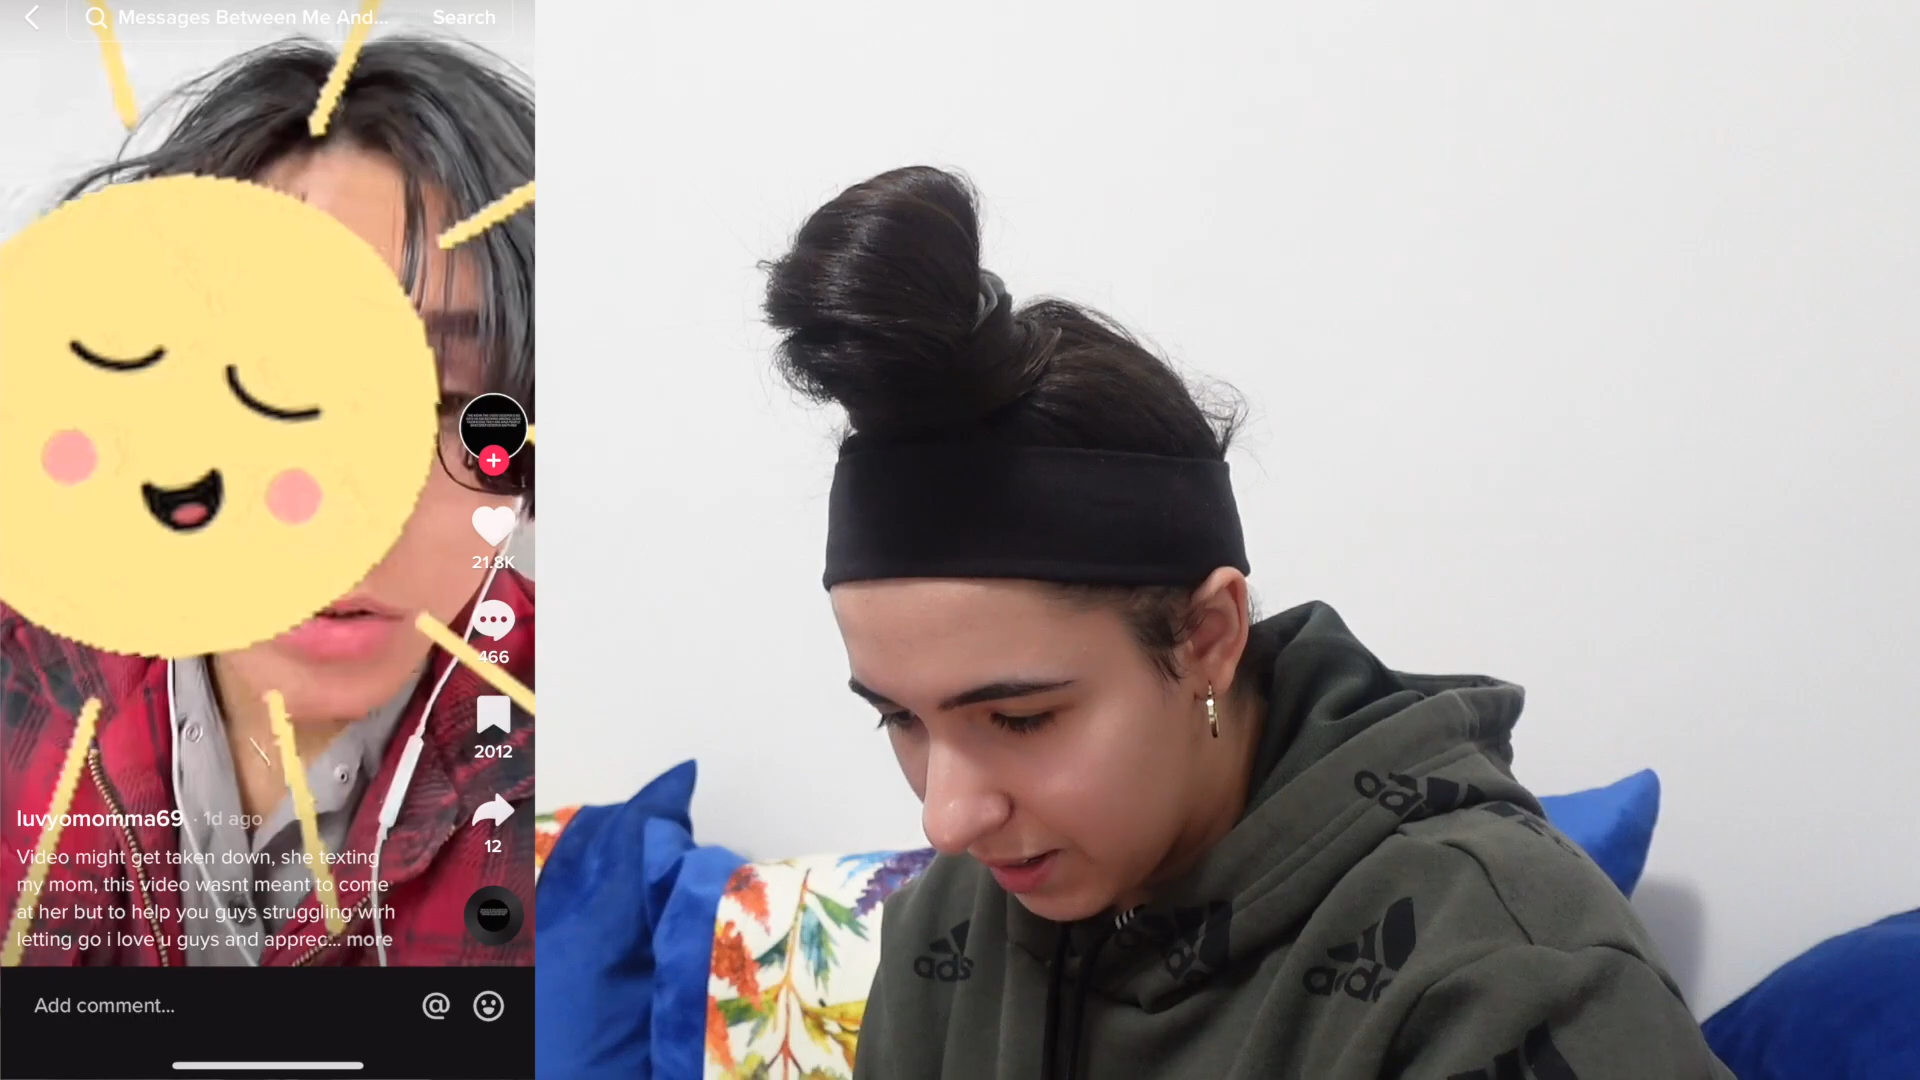 Messages Between Me And...
Search
21.8K
466
2012
12
luvyomomma69 · 1d ago
Video might get taken down, she texting
my mom, this video wasnt meant to come
at her but to help you guys struggling wirh
letting go i love u guys and apprec... more
Add comment...
adidas